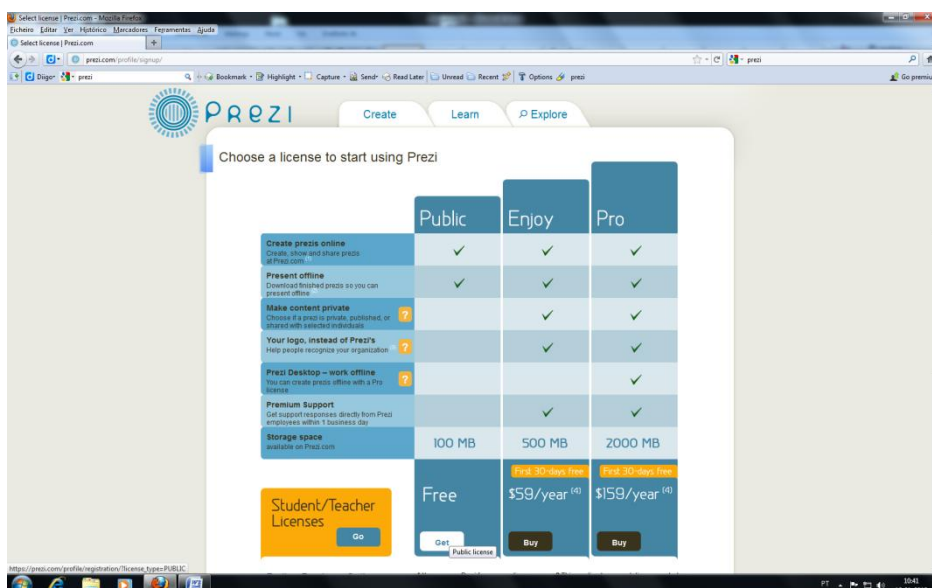 Select license | Prezi.com - Mozilla Firefox
Ficheiro Editar Ver Histórico Marcadores Ferramentas Ajuda
Select license | Prezi.com
prezi.com/profile/signup/
prezi
Diigo prezi Bookmark Highlight Capture Send Read Later Unread Recent Options prezi
Go premiu
PREZI
Create Learn Explore
Choose a license to start using Prezi
Public Enjoy Pro
Create prezis online
Create, show and share prezis
at Prezi.com
Present offline
Download finished prezis so you can
present offline
Make content private
Choose if a prezi is private, published, or
shared with selected individuals
?
Your logo, instead of Prezi's
Help people recognize your organization
?
Prezi Desktop – work offline
You can create prezis offline with a Pro
license
?
Premium Support
Get support responses directly from Prezi
employees within 1 business day
Storage space
available on Prezi.com
100 MB 500 MB 2000 MB
First 30-days free First 30-days free
Free $59/year (4) $159/year (4)
Student/Teacher
Licenses
Go
Get Buy Buy
Public license
https://prezi.com/profile/registration/?license_type=PUBLIC
PT
10:41